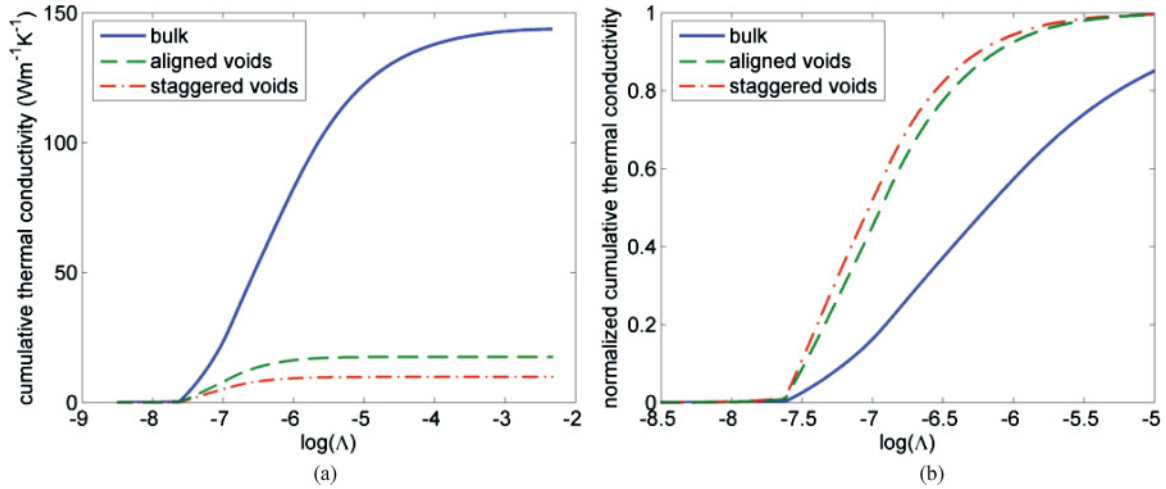 cumulative thermal conductivity (Wm⁻¹K⁻¹)
150
100
50
0
bulk
aligned voids
staggered voids
-9 -8 -7 -6 -5 -4 -3 -2
log(Λ)
(a)
normalized cumulative thermal conductivity
1
0.8
0.6
0.4
0.2
0
bulk
aligned voids
staggered voids
-8.5 -8 -7.5 -7 -6.5 -6 -5.5 -5
log(Λ)
(b)